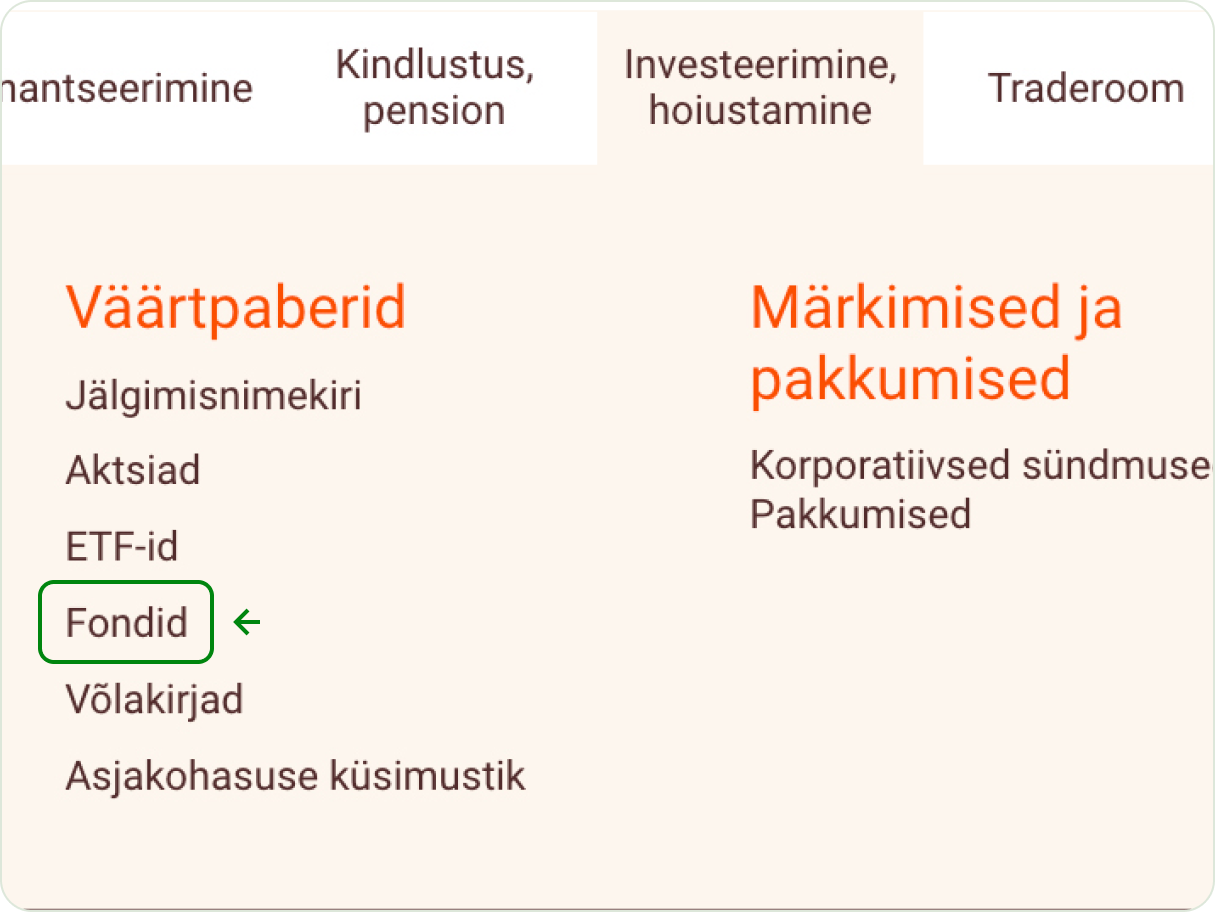 nantseerimine
Kindlustus,
pension
Investeerimine,
hoiustamine
Traderoom
Väärtpaberid
Jälgimisnimekiri
Aktsiad
ETF-id
Fondid
Võlakirjad
Asjakohasuse küsimustik
Märkimised ja
pakkumised
Korporatiivsed sündmuse
Pakkumised